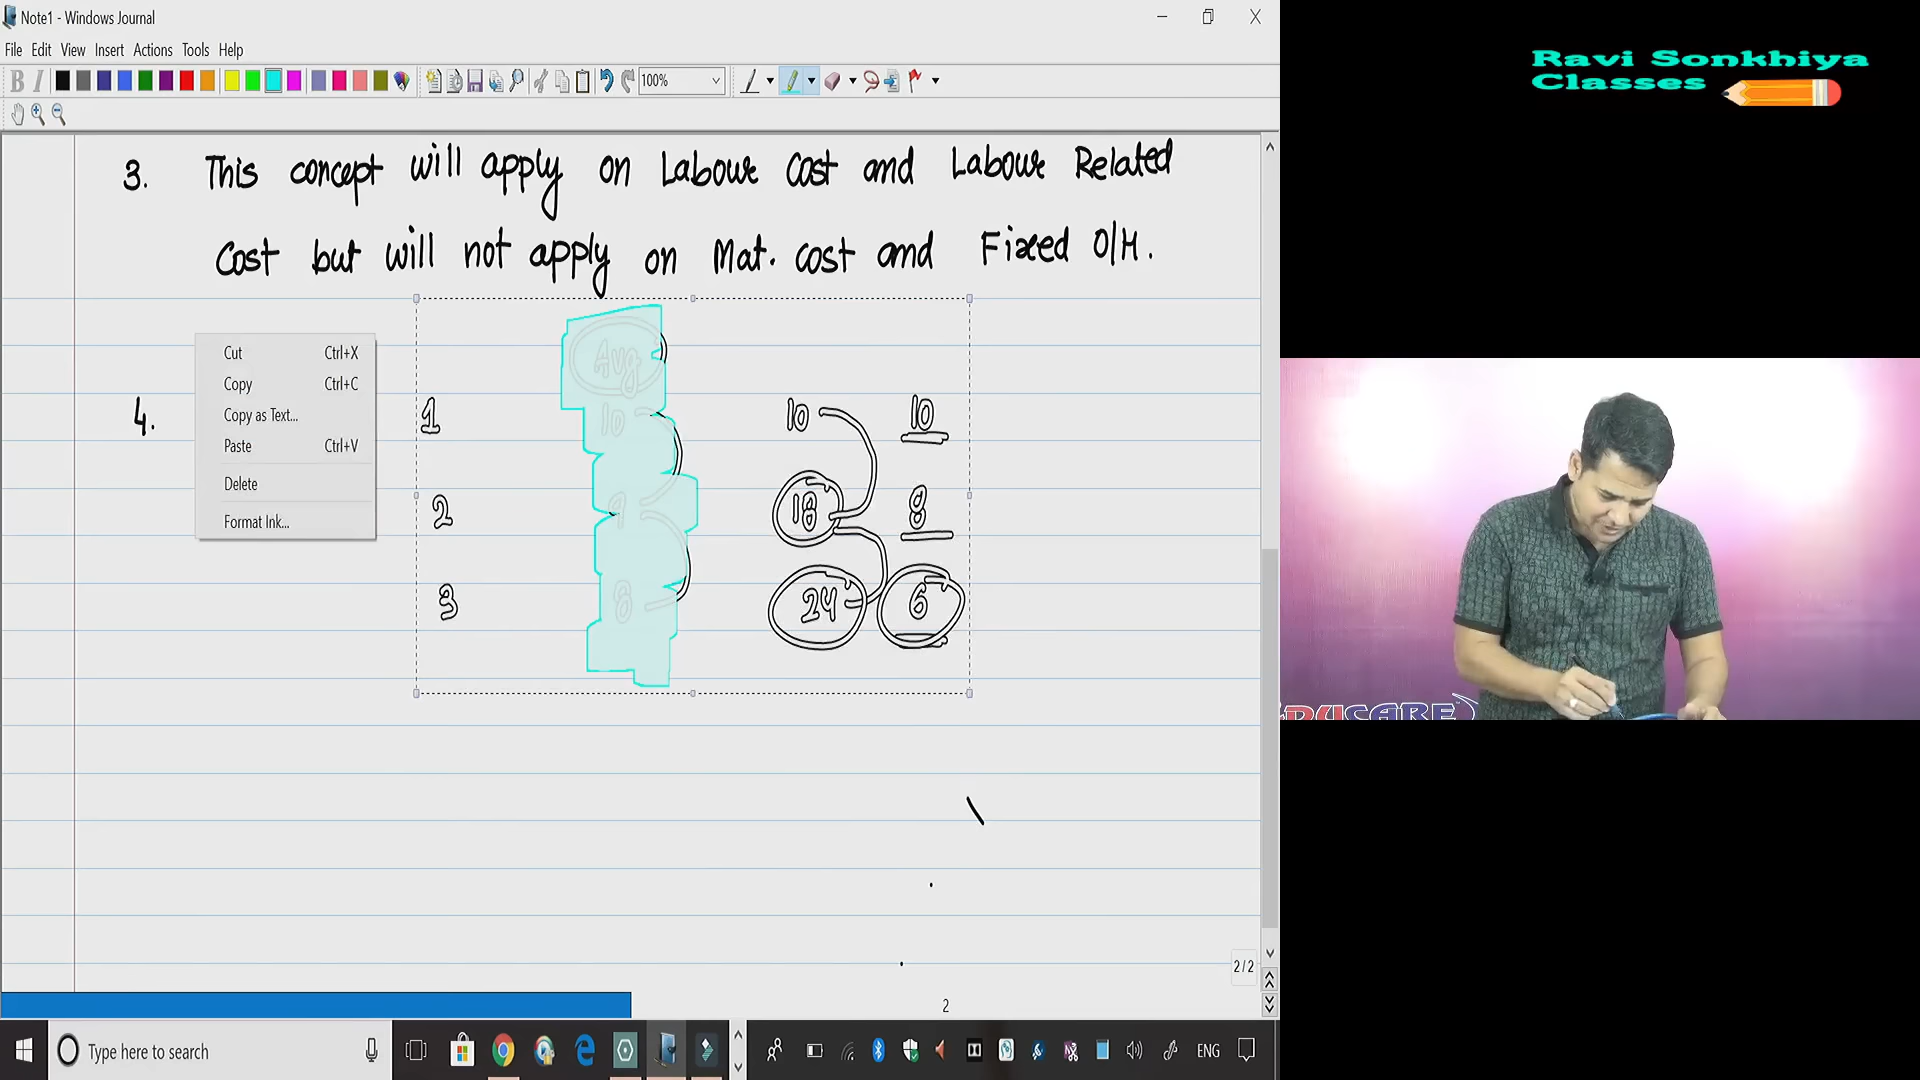 Note1 - Windows Journal
File Edit View Insert Actions Tools Help
B I 100%
Ravi Sonkhiya
Classes
3. This concept will apply on Labour Cost and Labour Related
Cost but will not apply on Mat. cost and Fixed O/H.
Cut Ctrl+X
Copy Ctrl+C
Copy as Text...
Paste Ctrl+V
Delete
Format Ink...
Avg
4. 1 10 10 10
2 9 18 8
3 8 24 6
2/2
2
Type here to search
ENG